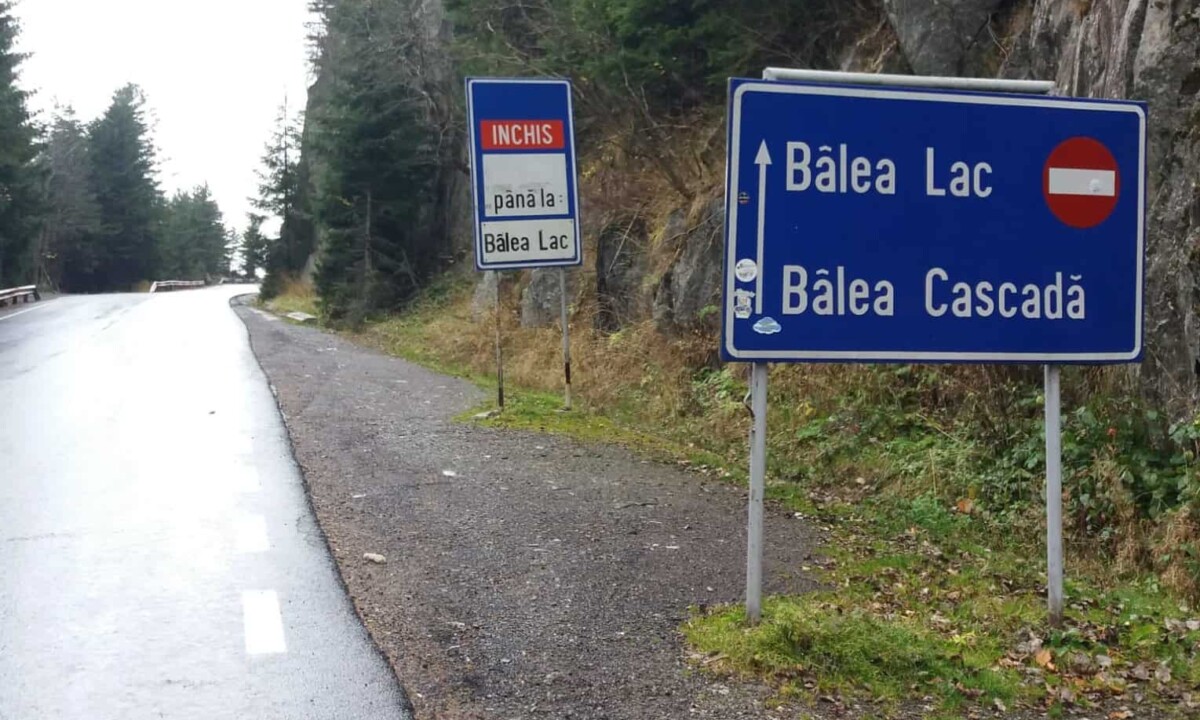 INCHIS
până la:
Bâlea Lac
Bâlea Lac
Bâlea Cascadă